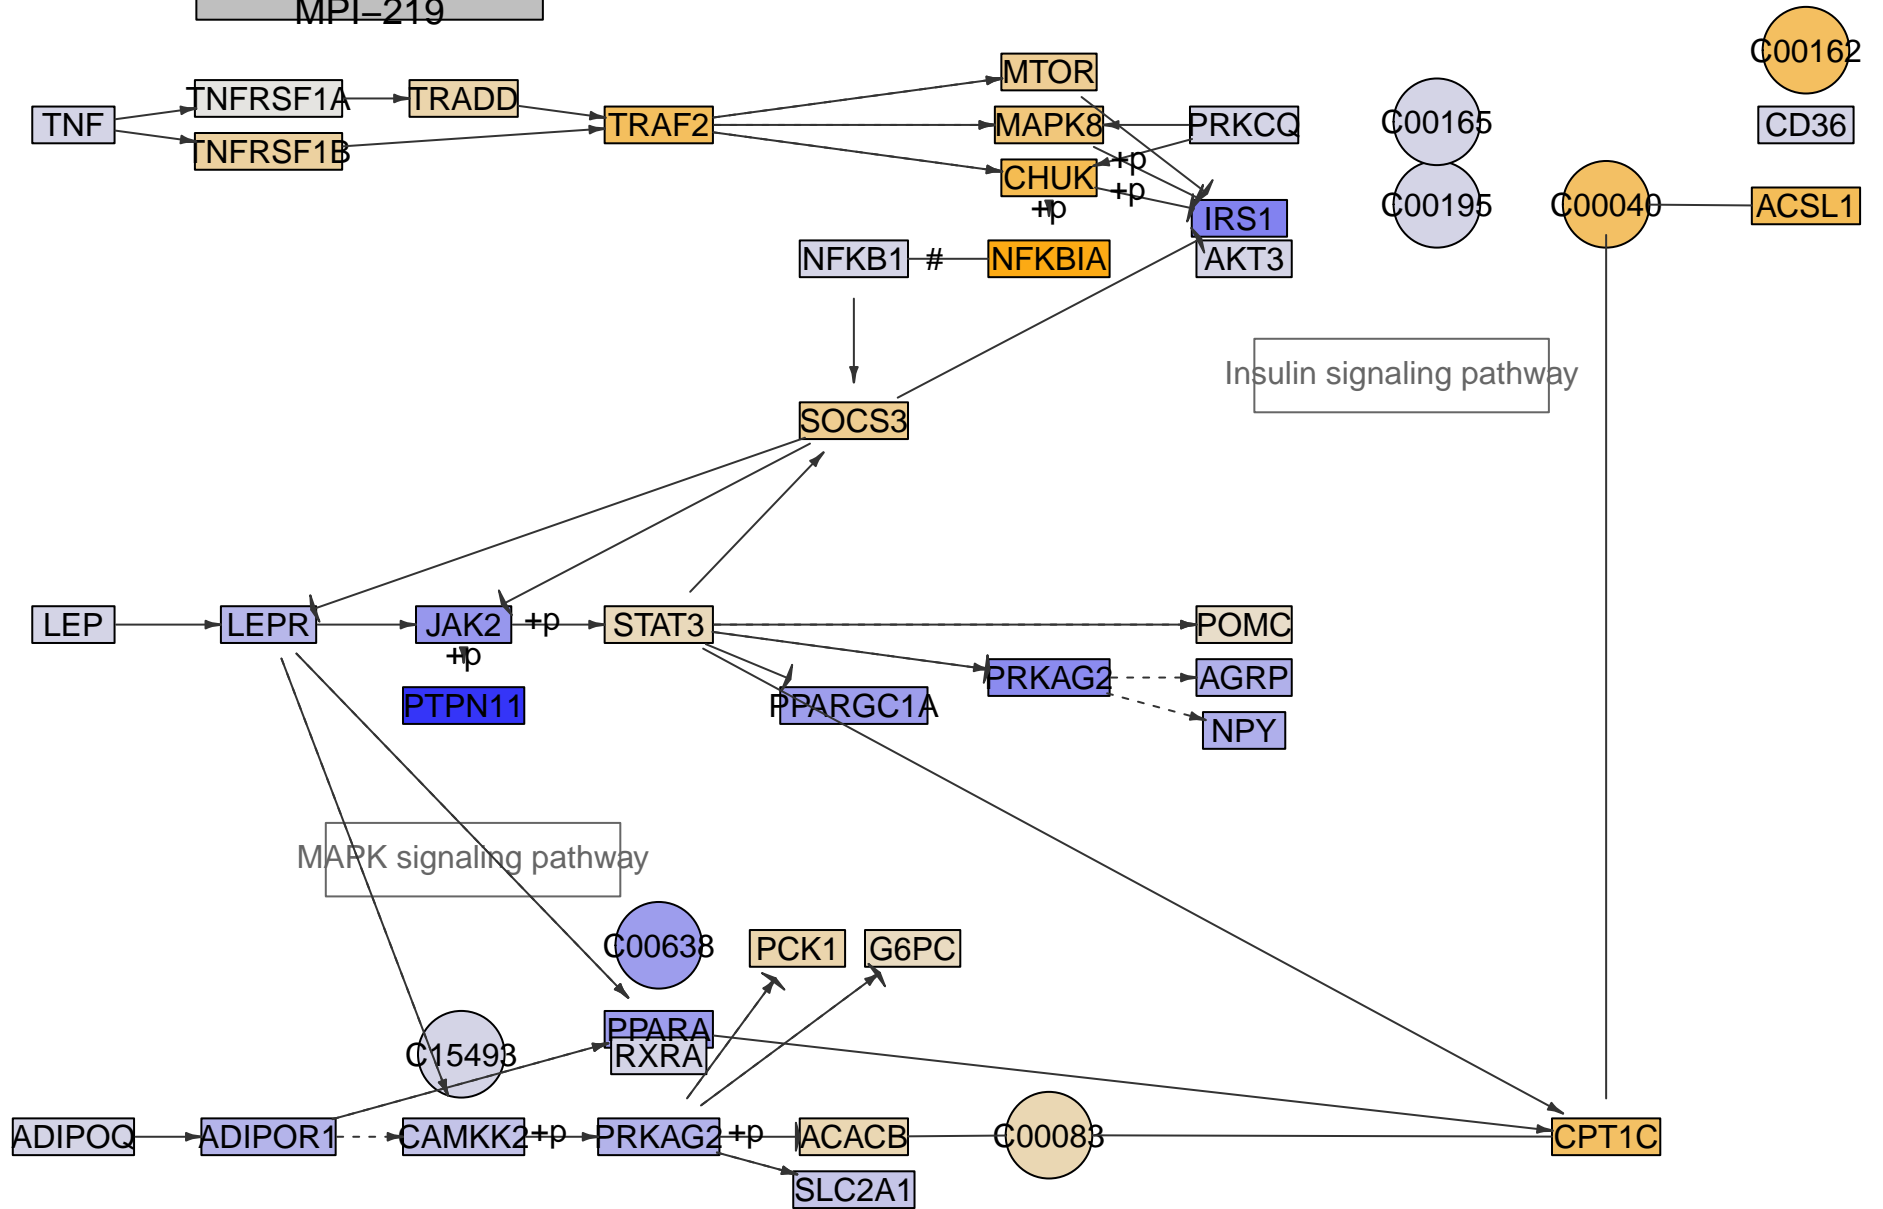 MPI–219
C00162
TNF
TNFRSF1A
TRADD
TNFRSF1B
TRAF2
MTOR
MAPK8
PRKCQ
C00165
CD36
+p
CHUK
+p
+p
IRS1
C00195
C00040
ACSL1
NFKB1
#
NFKBIA
AKT3
Insulin signaling pathway
SOCS3
LEP
LEPR
JAK2
+p
STAT3
POMC
+p
PTPN11
PPARGC1A
PRKAG2
AGRP
NPY
MAPK signaling pathway
C00638
PCK1
G6PC
PPARA
RXRA
C15493
ADIPOQ
ADIPOR1
CAMKK2
+p
PRKAG2
+p
ACACB
C00083
CPT1C
SLC2A1